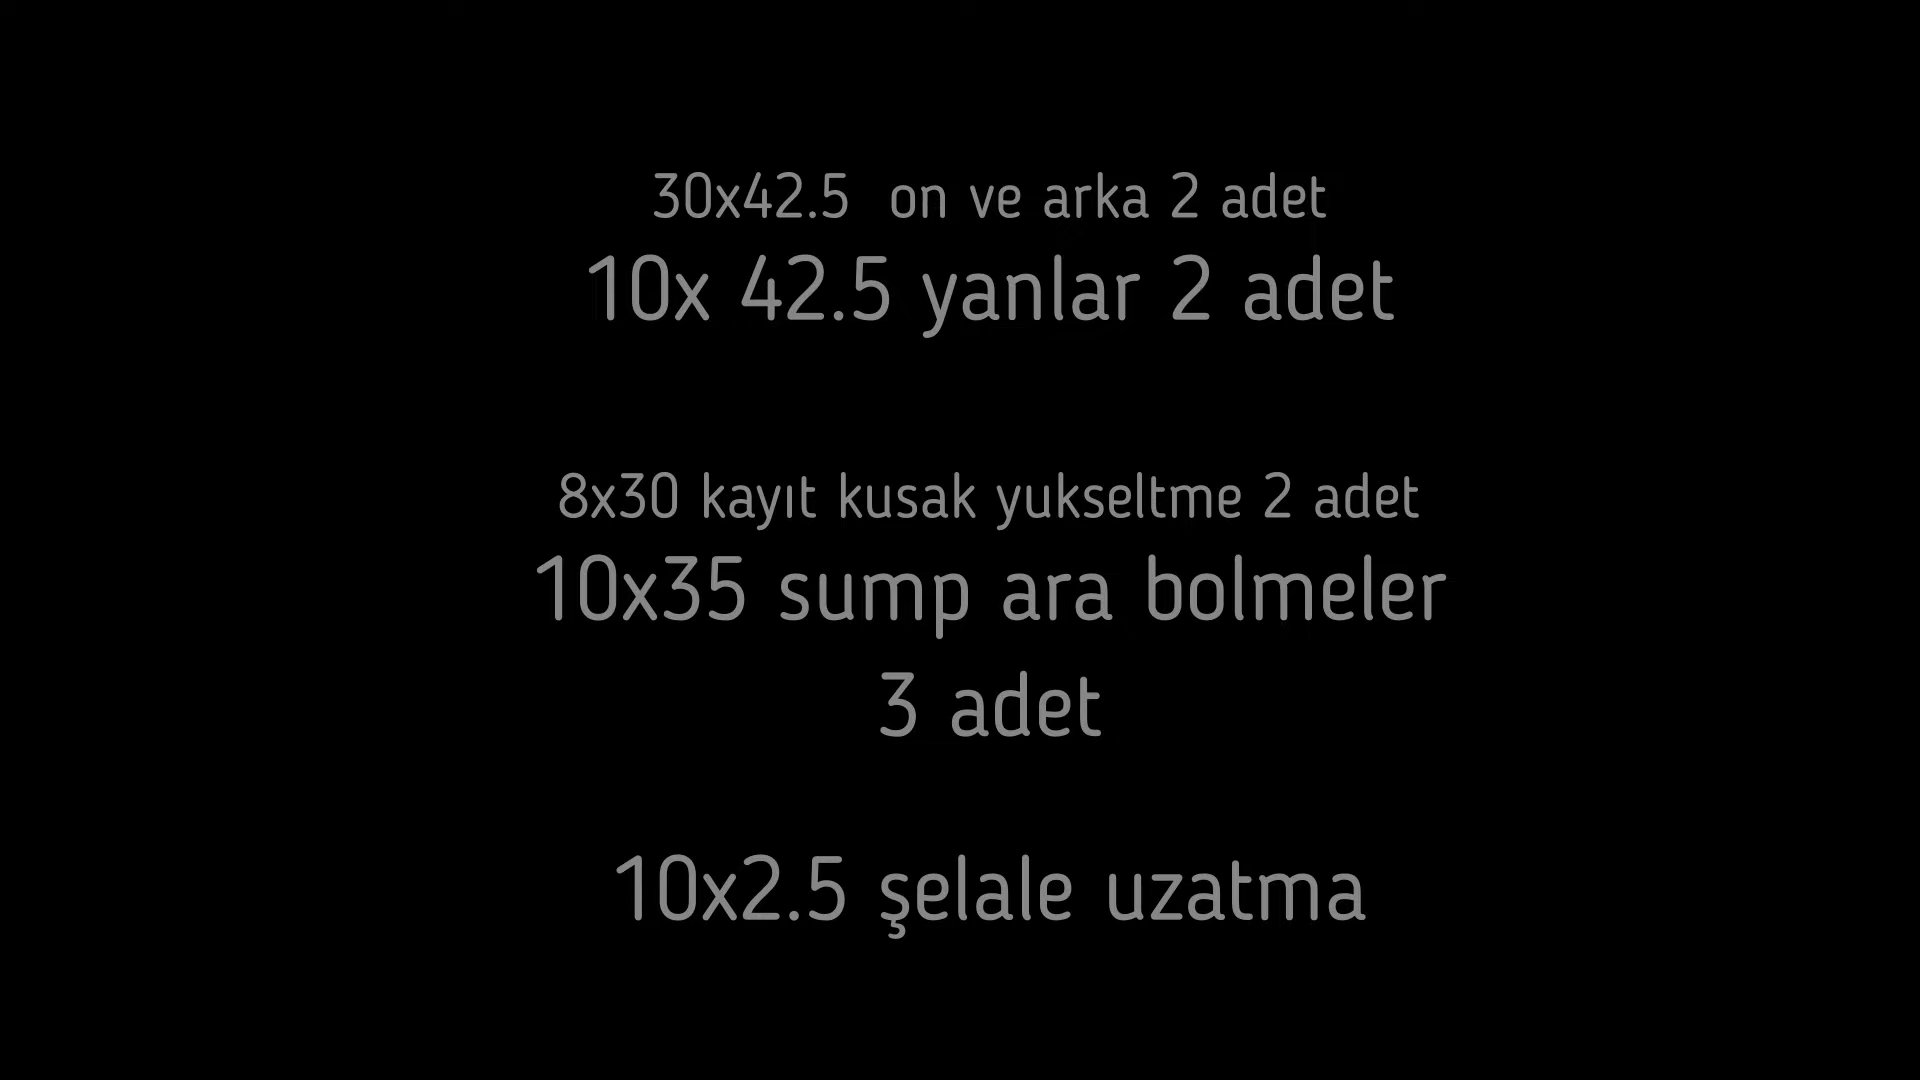 30x42.5 on ve arka 2 adet
10x 42.5 yanlar 2 adet
8x30 kayıt kusak yukseltme 2 adet
10x35 sump ara bolmeler
3 adet
10x2.5 şelale uzatma